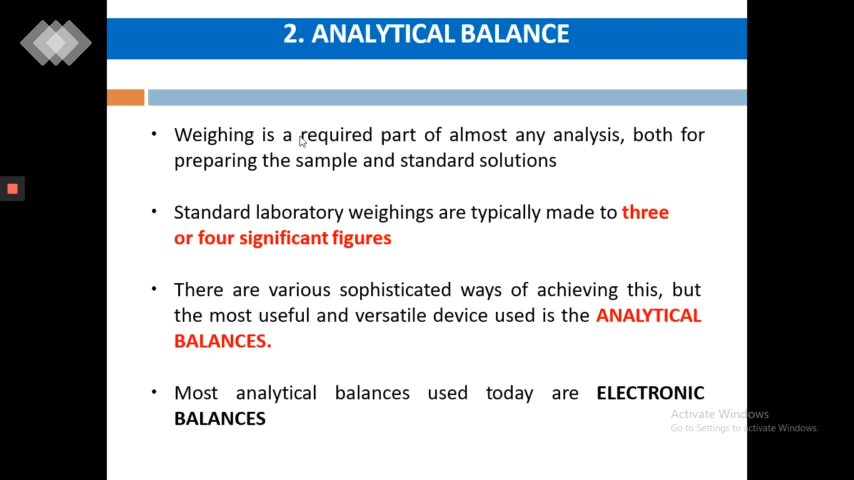 2. ANALYTICAL BALANCE
• Weighing is a required part of almost any analysis, both for
preparing the sample and standard solutions
• Standard laboratory weighings are typically made to three
or four significant figures
• There are various sophisticated ways of achieving this, but
the most useful and versatile device used is the ANALYTICAL
BALANCES.
• Most analytical balances used today are ELECTRONIC
BALANCES
Activate Windows
Go to Settings to activate Windows.